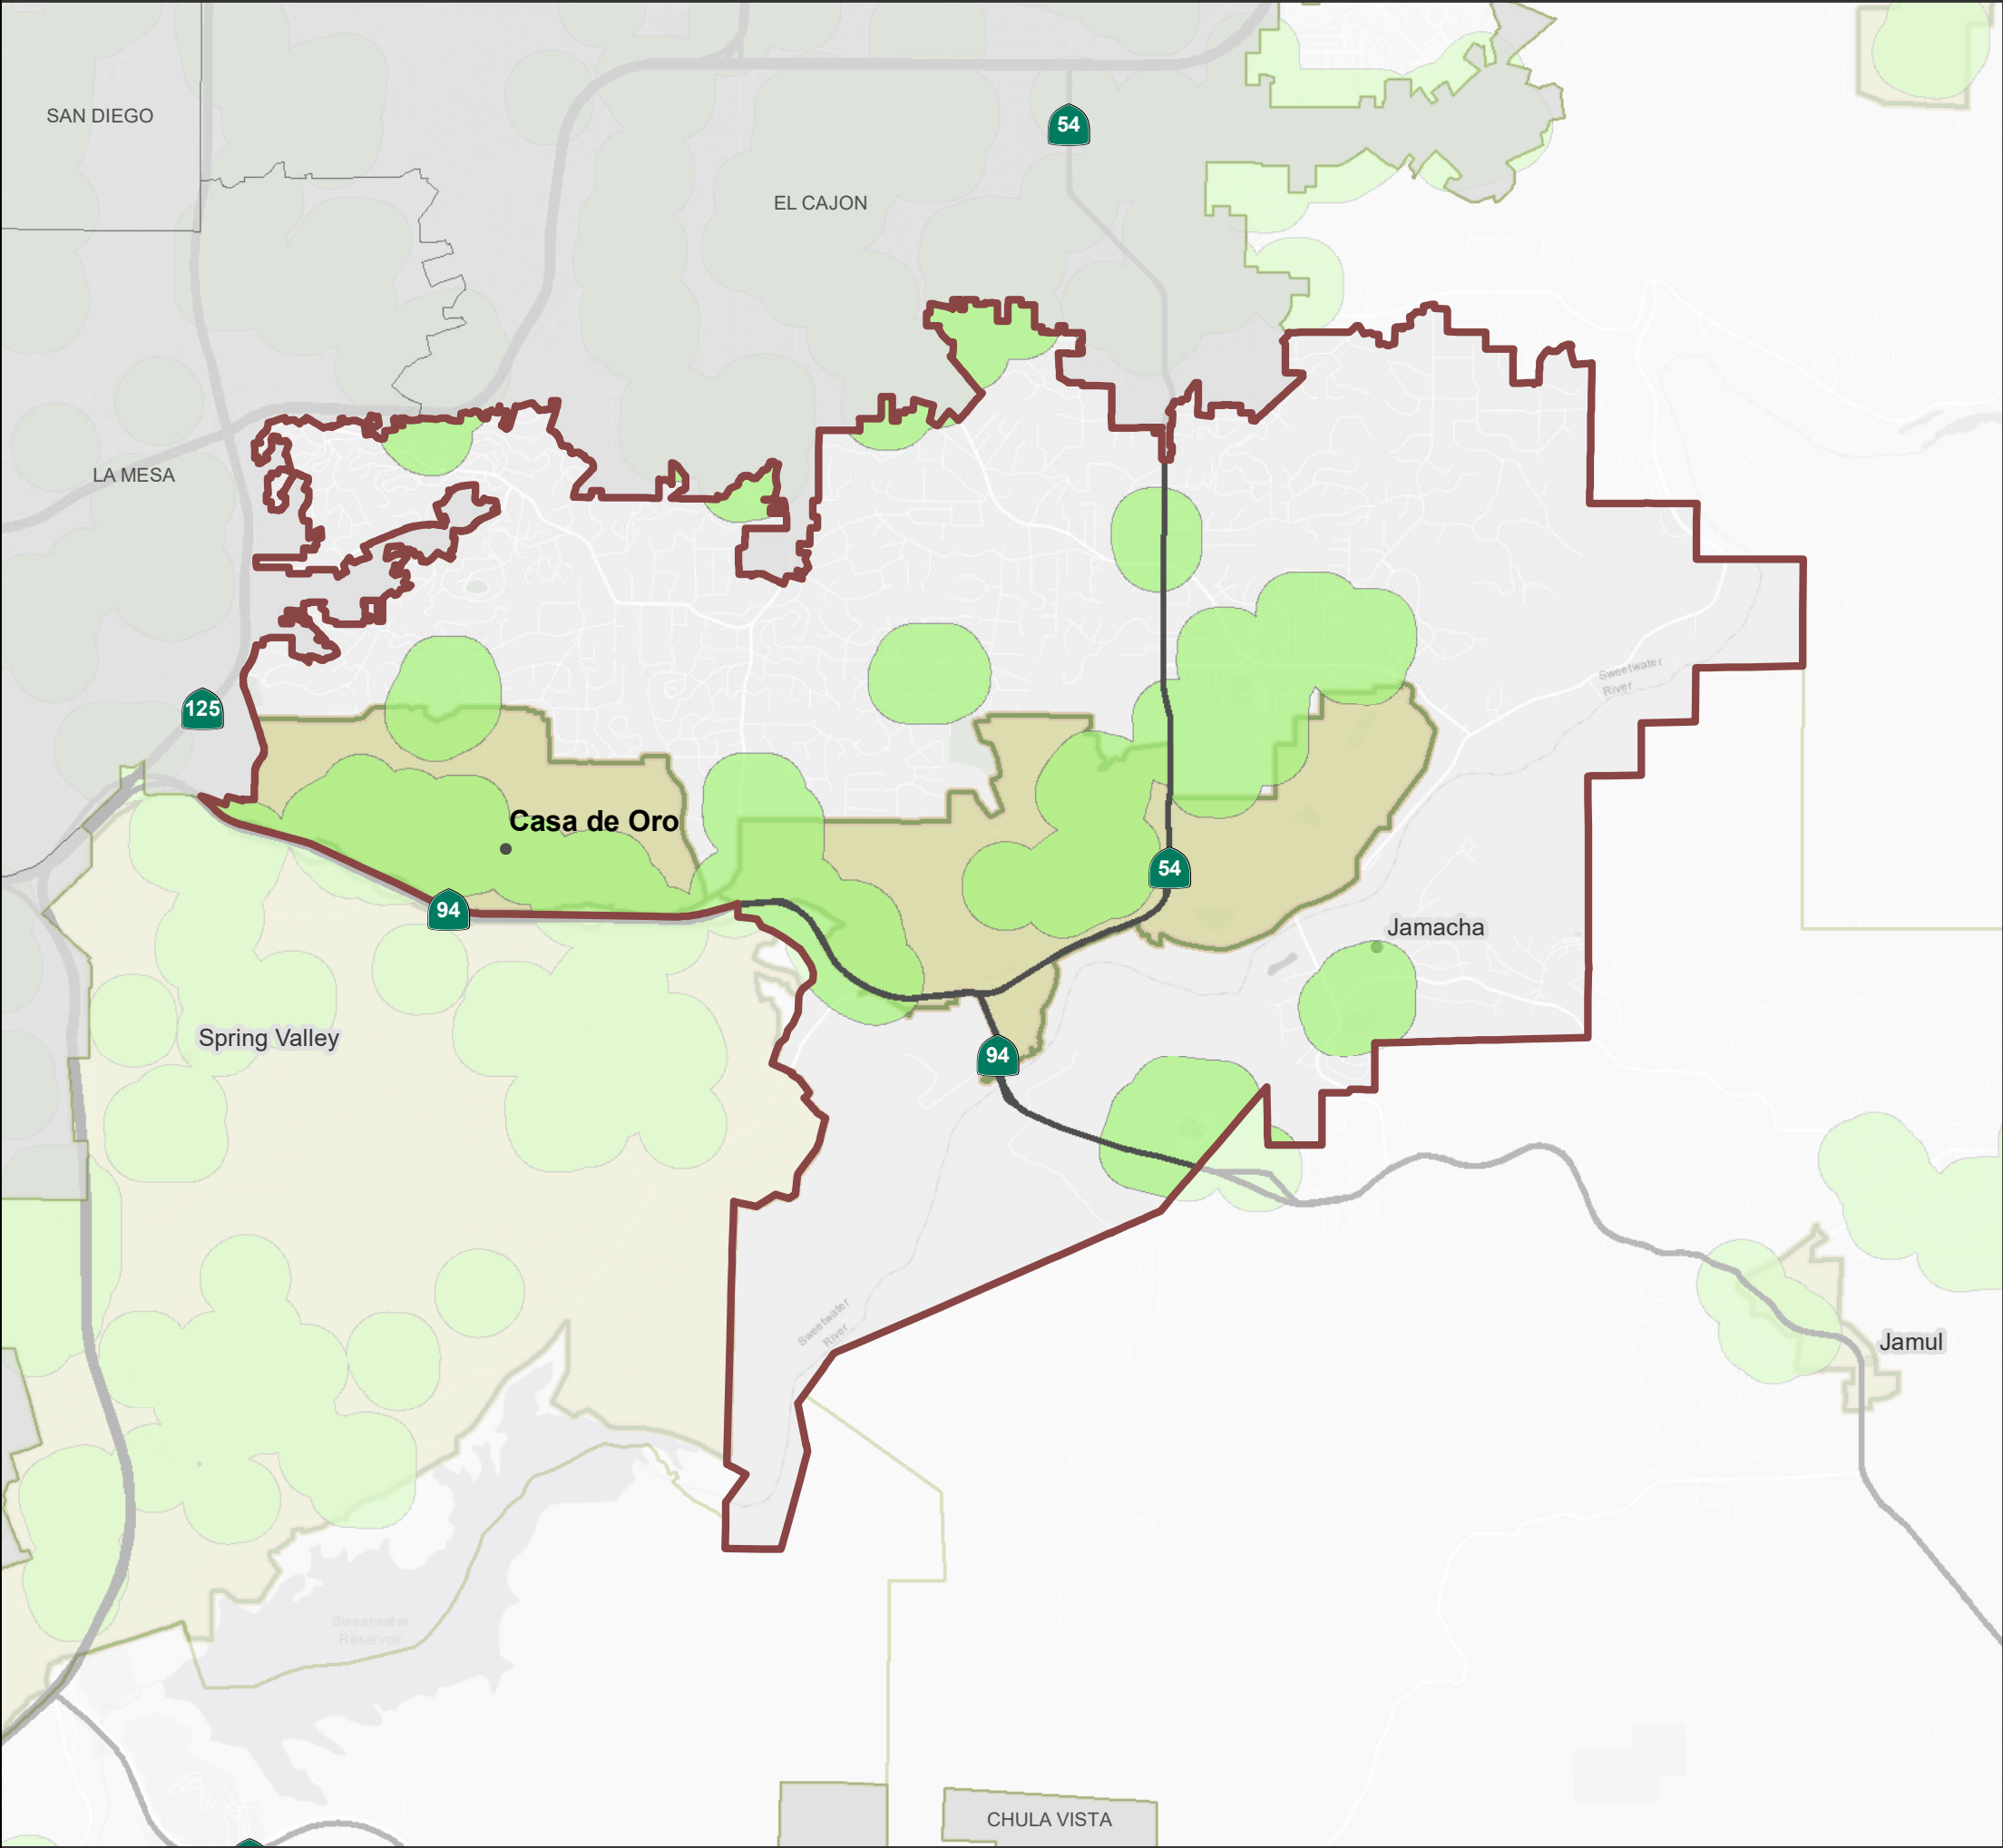 SAN DIEGO
54
EL CAJON
LA MESA
Sweetwater
River
125
Casa de Oro
54
94
Jamacha
Spring Valley
94
Sweetwater
River
Jamul
Sweetwater
Reservoir
CHULA VISTA